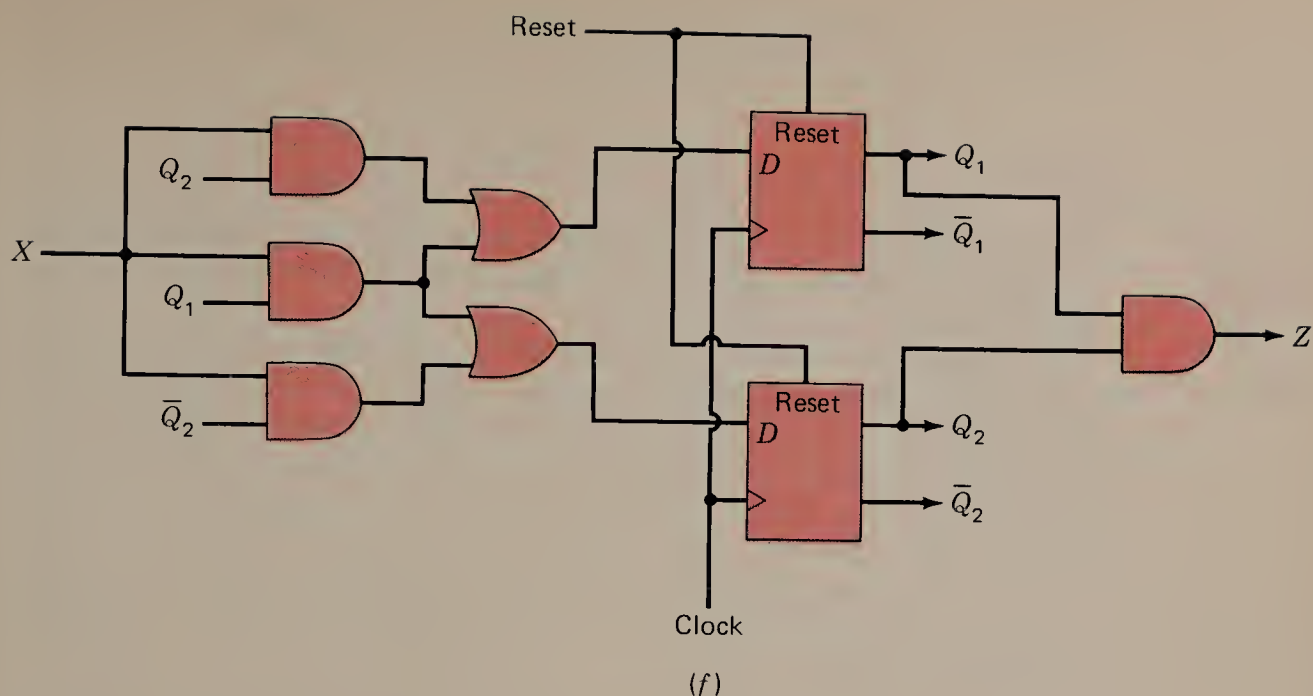 Reset
Reset
D
Q₁
Q̄₁
Q₂
X
Q₁
Q̄₂
Z
Reset
D
Q₂
Q̄₂
Clock
(f)